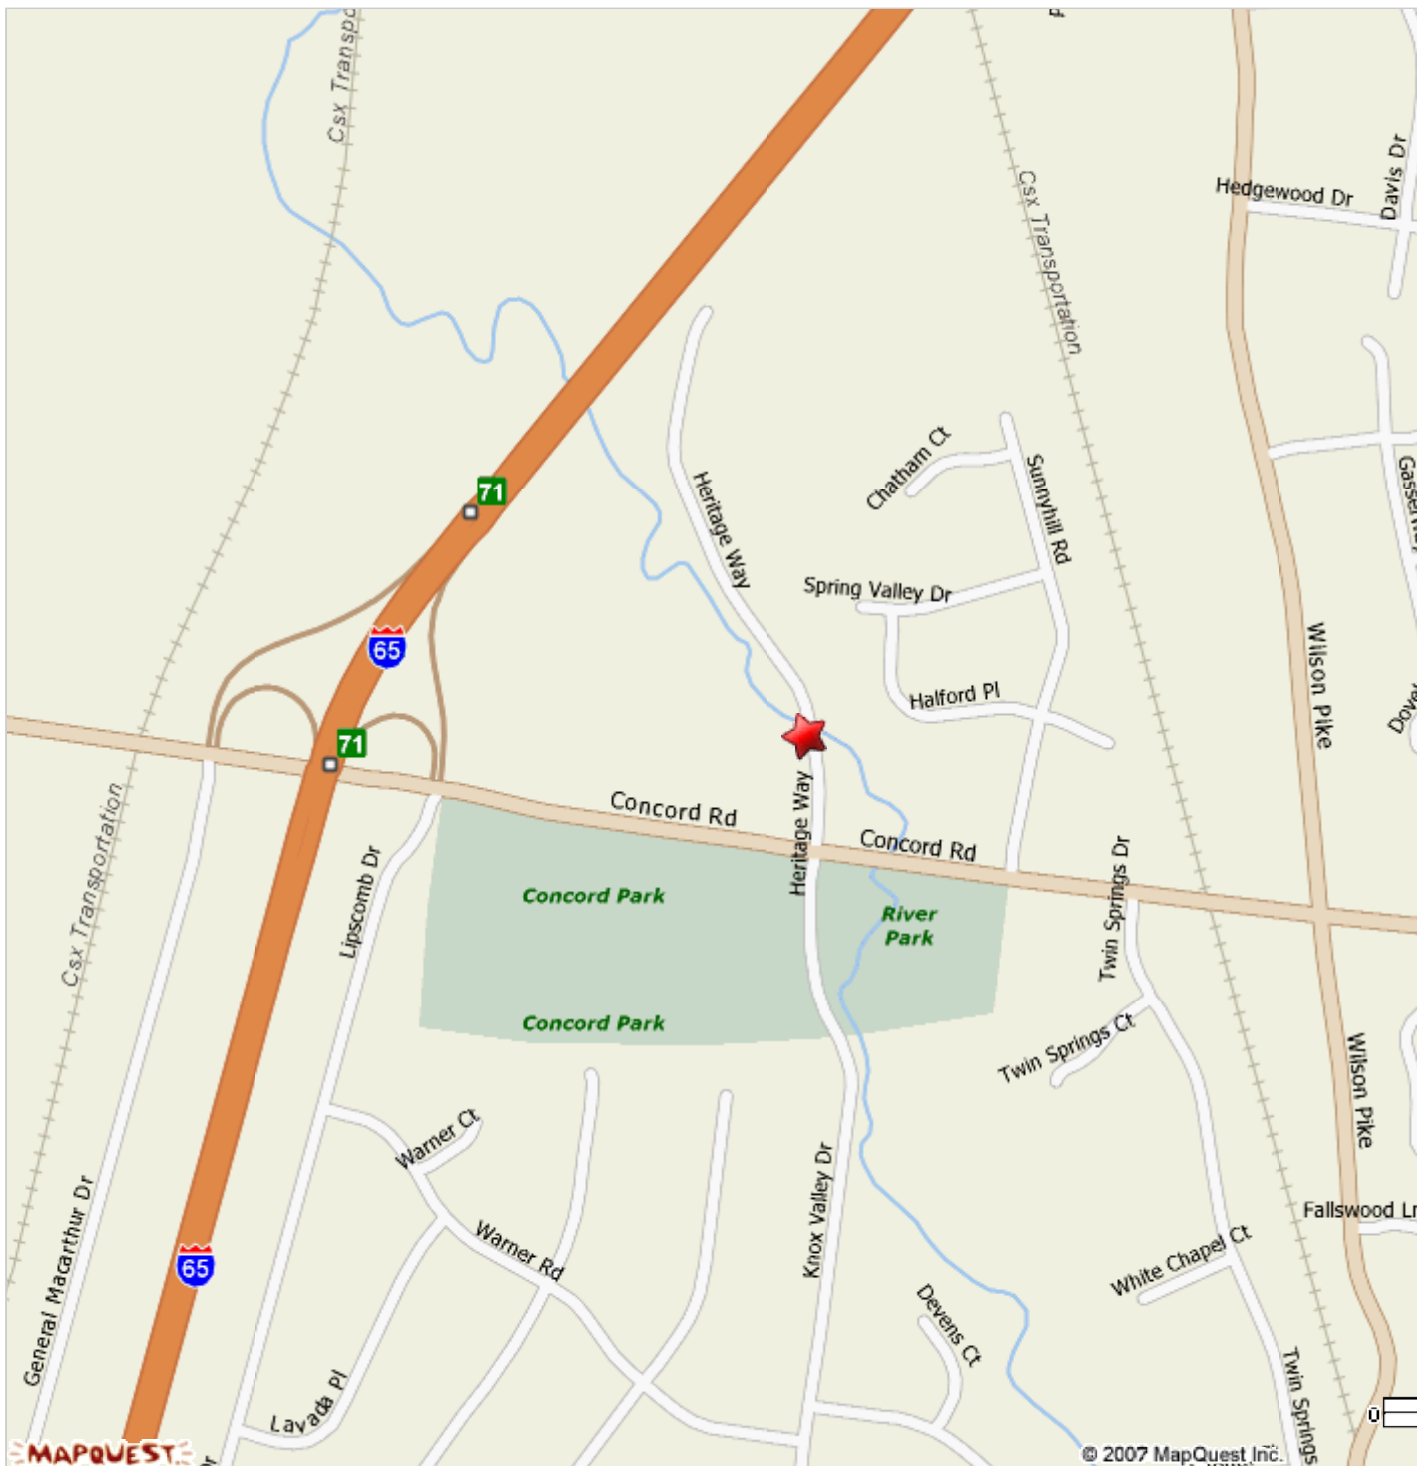 Csx Transpo
Csx Transportation
Hedgewood Dr
Davis Dr
71
Heritage Way
Chatham Ct
Sunnyhill Rd
Spring Valley Dr
65
Halford Pl
Wilson Pike
71
Concord Rd
Heritage Way
Concord Rd
Csx Transportation
Lipscomb Dr
Concord Park
River
Park
Twin Springs Dr
Concord Park
Twin Springs Ct
Wilson Pike
Warner Ct
General Macarthur Dr
Warner Rd
Knox Valley Dr
65
Fallswood Ln
White Chapel Ct
Devens Ct
Lavada Pl
Twin Springs
0
MAPQUEST
© 2007 MapQuest Inc.